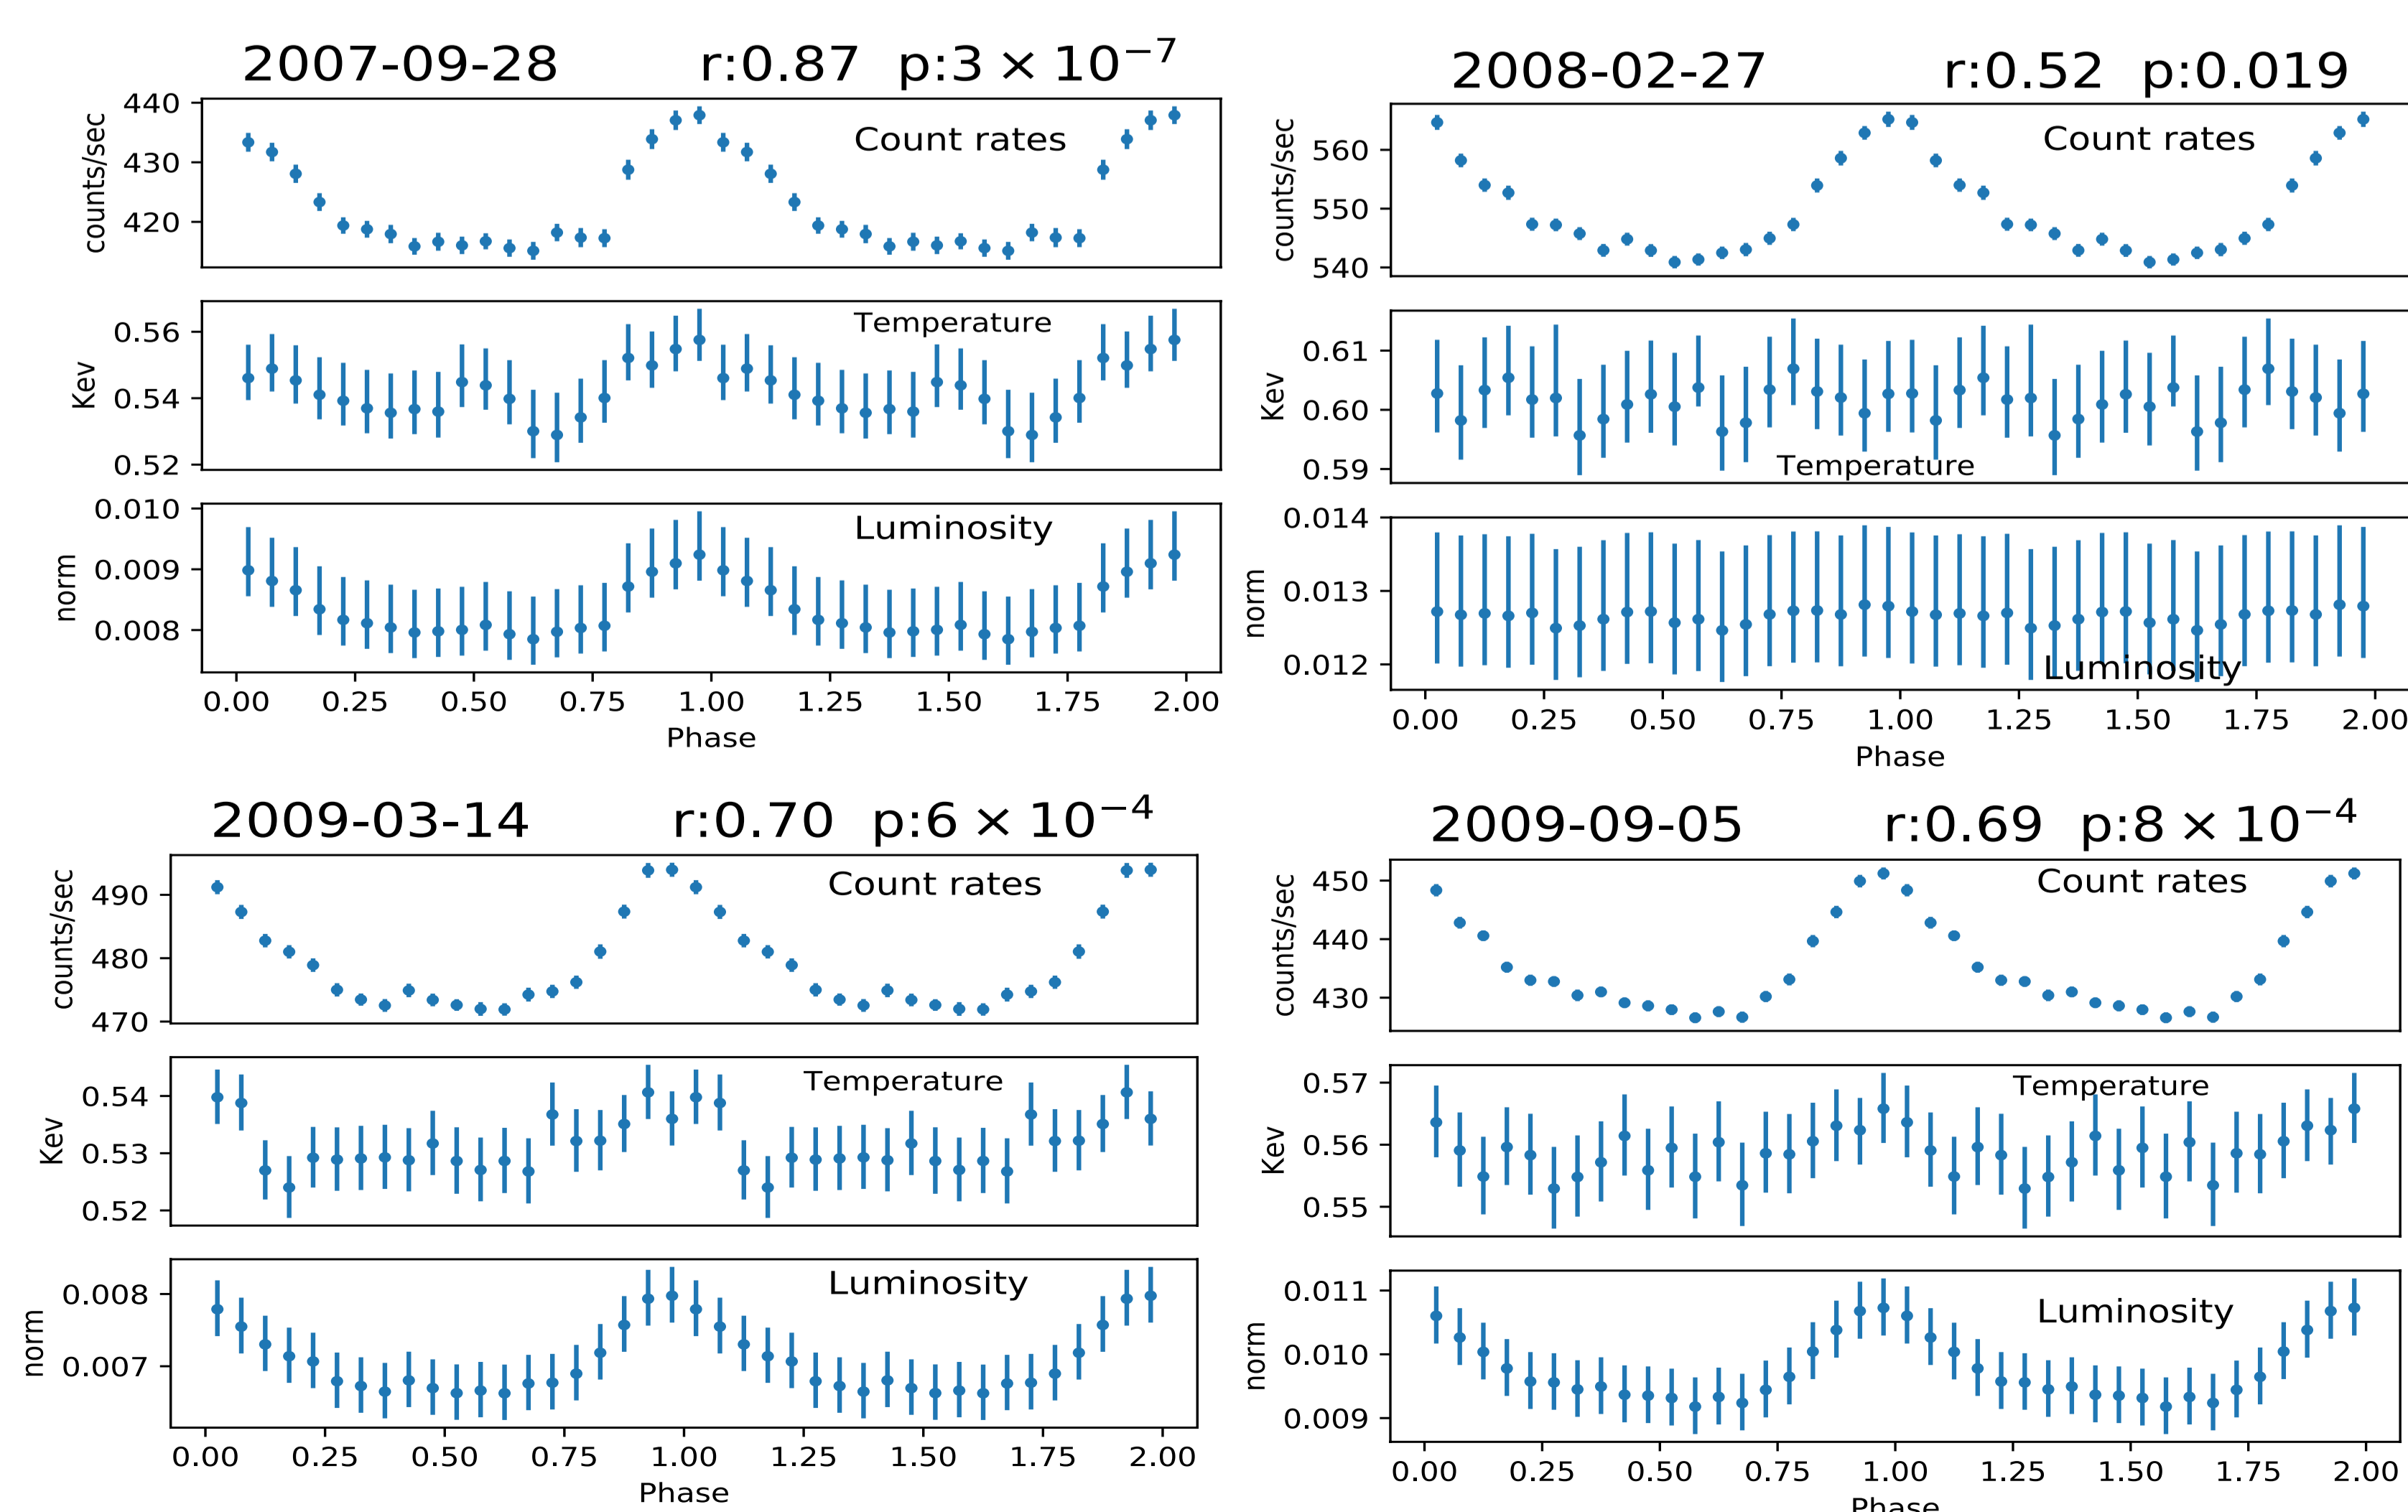 2007-09-28 r:0.87 p:3 × 10⁻⁷
440
430
420
counts/sec
Count rates
0.56
0.54
0.52
Kev
Temperature
0.010
0.009
0.008
norm
Luminosity
0.00 0.25 0.50 0.75 1.00 1.25 1.50 1.75 2.00
Phase
2008-02-27 r:0.52 p:0.019
560
550
540
counts/sec
Count rates
0.61
0.60
0.59
Kev
Temperature
0.014
0.013
0.012
norm
Luminosity
0.00 0.25 0.50 0.75 1.00 1.25 1.50 1.75 2.00
Phase
2009-03-14 r:0.70 p:6 × 10⁻⁴
490
480
470
counts/sec
Count rates
0.54
0.53
0.52
Kev
Temperature
0.008
0.007
norm
Luminosity
0.00 0.25 0.50 0.75 1.00 1.25 1.50 1.75 2.00
Phase
2009-09-05 r:0.69 p:8 × 10⁻⁴
450
440
430
counts/sec
Count rates
0.57
0.56
0.55
Kev
Temperature
0.011
0.010
0.009
norm
Luminosity
0.00 0.25 0.50 0.75 1.00 1.25 1.50 1.75 2.00
Phase